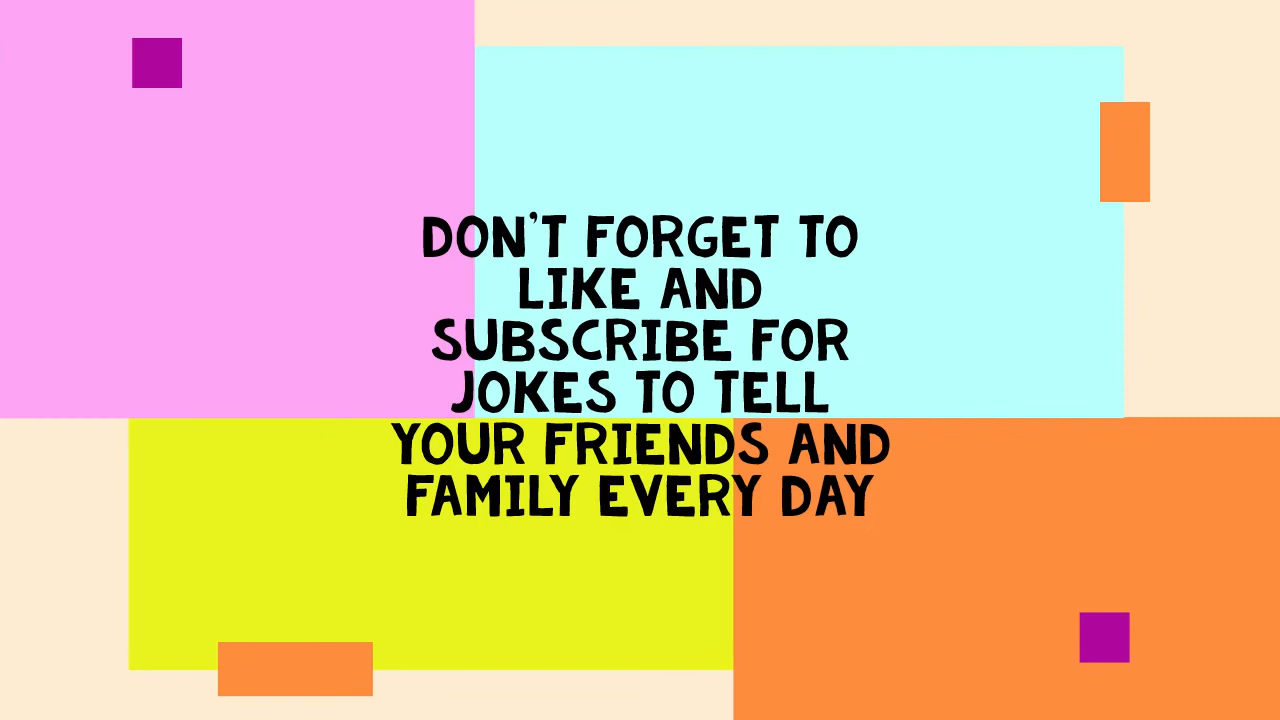 DON'T FORGET TO
LIKE AND
SUBSCRIBE FOR
JOKES TO TELL
YOUR FRIENDS AND
FAMILY EVERY DAY